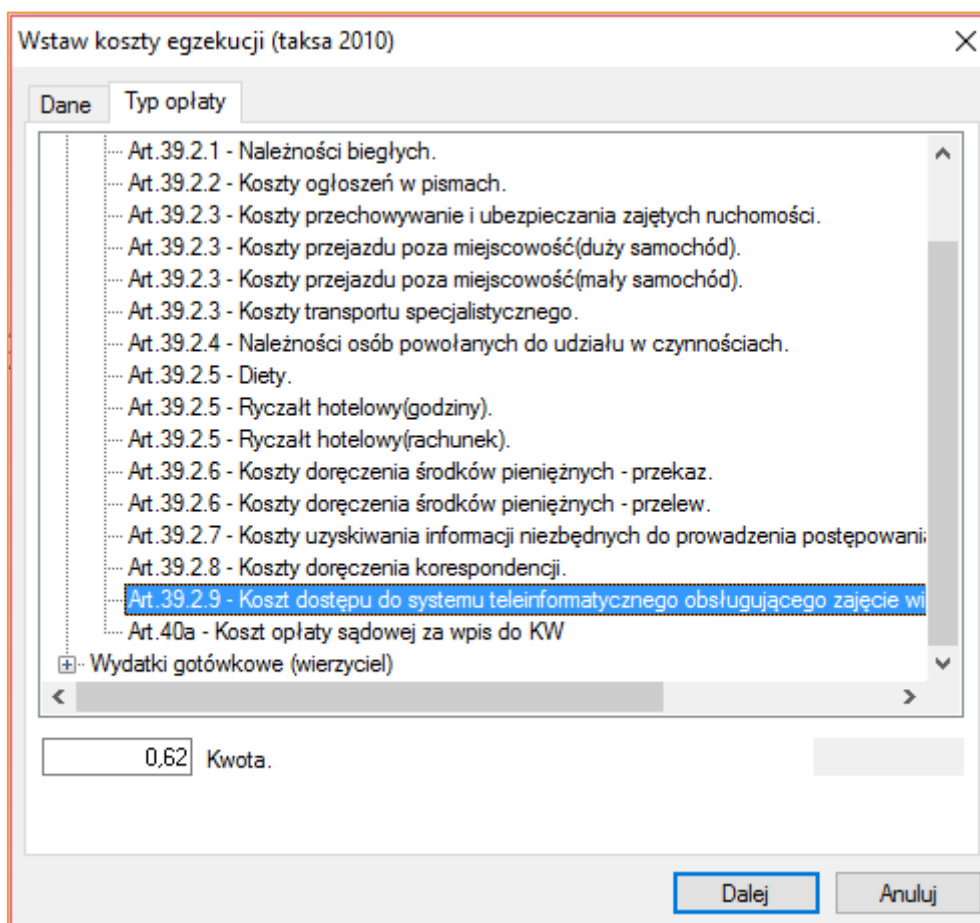 Wstaw koszty egzekucji (taksa 2010)
Dane Typ opłaty
Art.39.2.1 - Należności biegłych.
Art.39.2.2 - Koszty ogłoszeń w pismach.
Art.39.2.3 - Koszty przechowywanie i ubezpieczania zajętych ruchomości.
Art.39.2.3 - Koszty przejazdu poza miejscowość(duży samochód).
Art.39.2.3 - Koszty przejazdu poza miejscowość(mały samochód).
Art.39.2.3 - Koszty transportu specjalistycznego.
Art.39.2.4 - Należności osób powołanych do udziału w czynnościach.
Art.39.2.5 - Diety.
Art.39.2.5 - Ryczałt hotelowy(godziny).
Art.39.2.5 - Ryczałt hotelowy(rachunek).
Art.39.2.6 - Koszty doręczenia środków pieniężnych - przekaz.
Art.39.2.6 - Koszty doręczenia środków pieniężnych - przelew.
Art.39.2.7 - Koszty uzyskiwania informacji niezbędnych do prowadzenia postępowani
Art.39.2.8 - Koszty doręczenia korespondencji.
Art.39.2.9 - Koszt dostępu do systemu teleinformatycznego obsługującego zajęcie wi
Art.40a - Koszt opłaty sądowej za wpis do KW
Wydatki gotówkowe (wierzyciel)
0,62 Kwota.
Dalej Anuluj